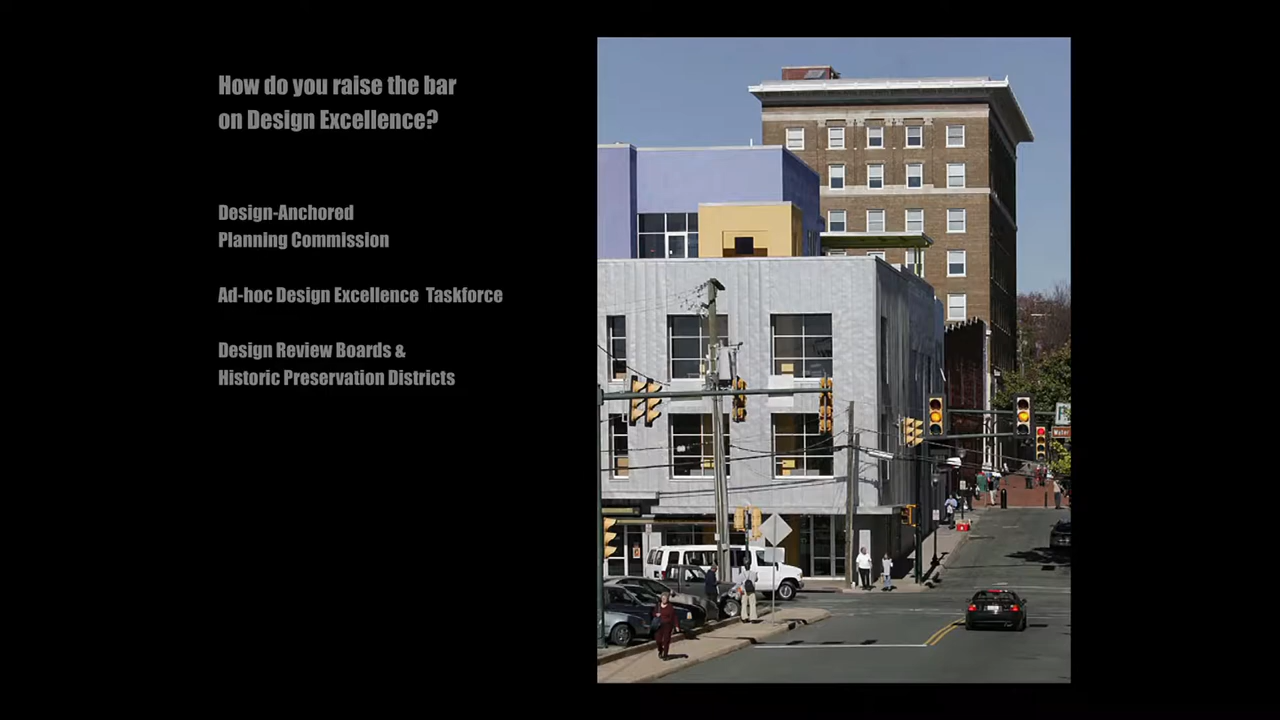 How do you raise the bar
on Design Excellence?
Design-Anchored
Planning Commission
Ad-hoc Design Excellence Taskforce
Design Review Boards &
Historic Preservation Districts
P
Water